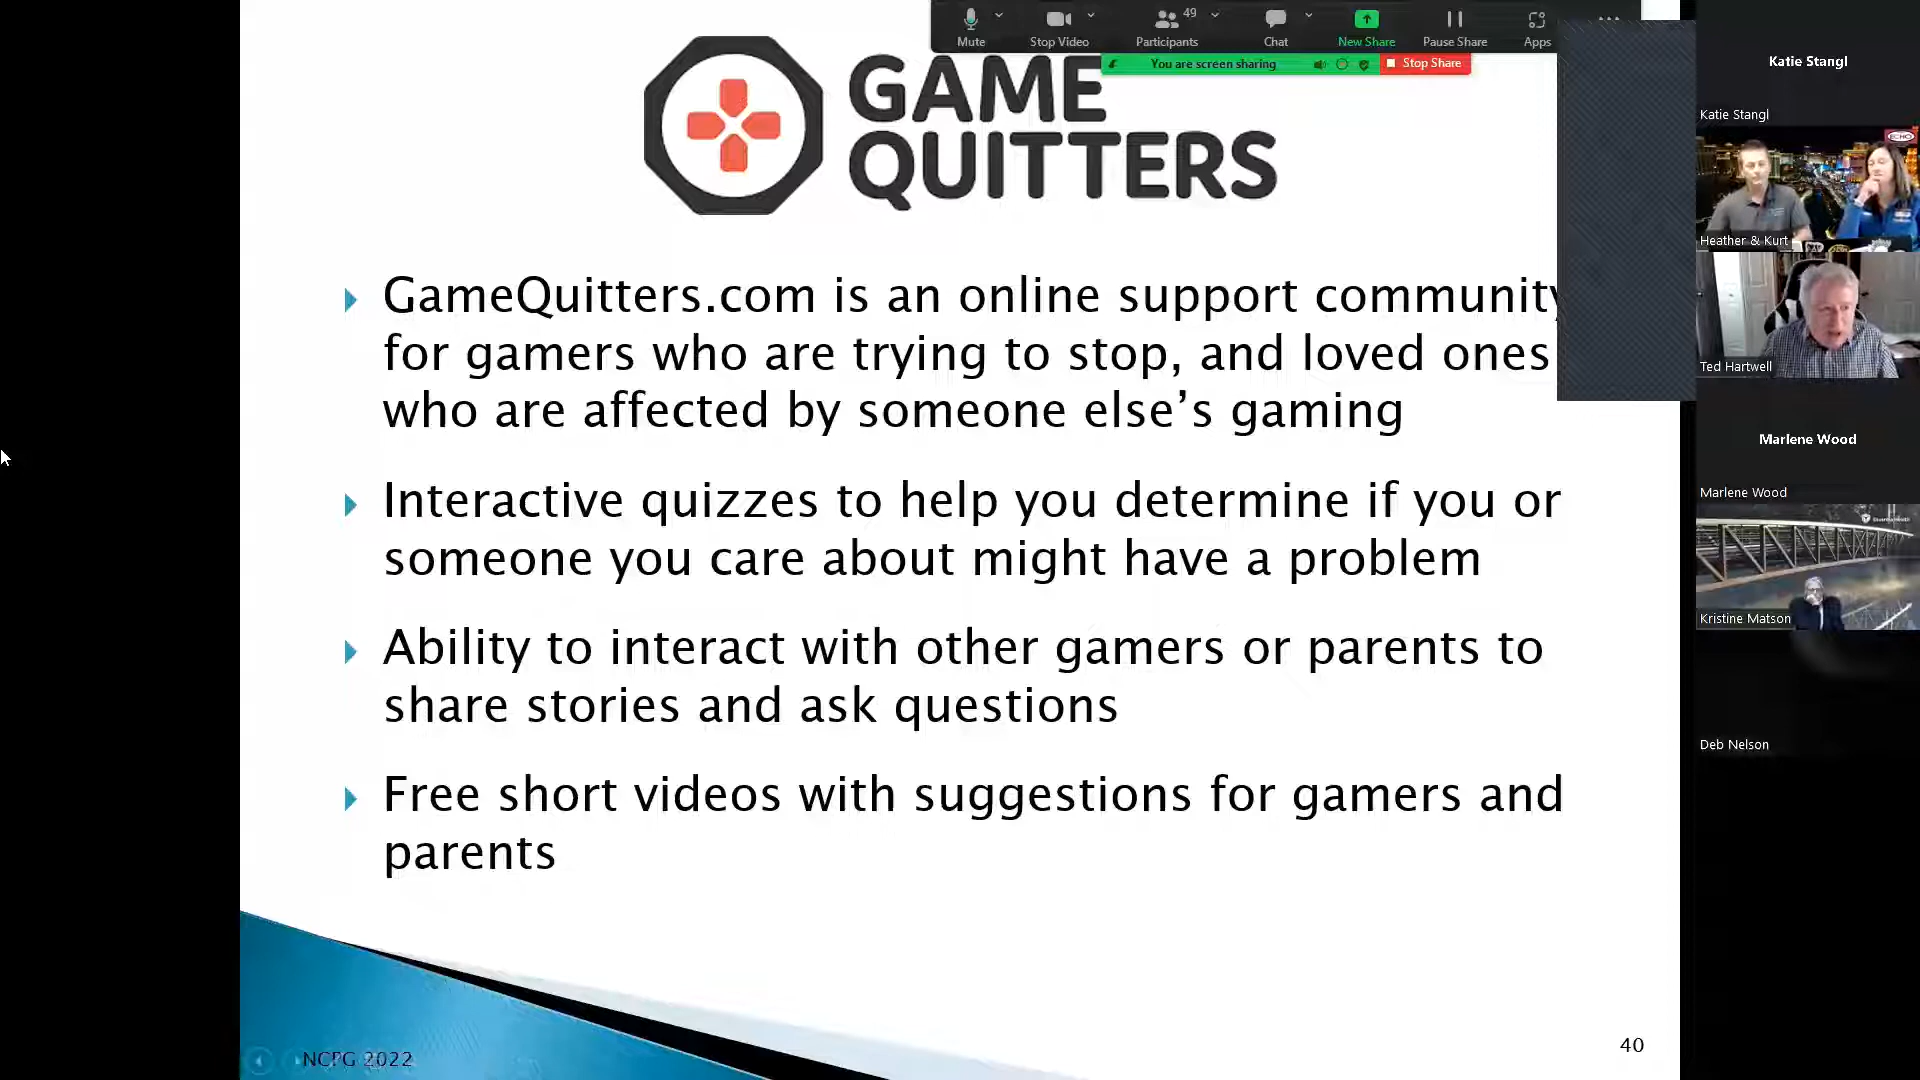 49
Mute
Stop Video
Participants
Chat
New Share
Pause Share
Apps
You are screen sharing
Stop Share
GAME
QUITTERS
GameQuitters.com is an online support community
for gamers who are trying to stop, and loved ones
who are affected by someone else’s gaming
Interactive quizzes to help you determine if you or
someone you care about might have a problem
Ability to interact with other gamers or parents to
share stories and ask questions
Free short videos with suggestions for gamers and
parents
NCPG 2022
40
Katie Stangl
Katie Stangl
ECHO
Heather & Kurt
Ted Hartwell
Marlene Wood
Marlene Wood
Kristine Matson
Deb Nelson